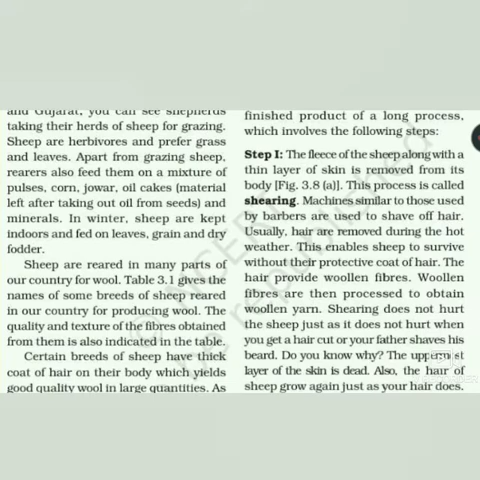 and Gujarat, you can see shepherds
taking their herds of sheep for grazing.
Sheep are herbivores and prefer grass
and leaves. Apart from grazing sheep,
rearers also feed them on a mixture of
pulses, corn, jowar, oil cakes (material
left after taking out oil from seeds) and
minerals. In winter, sheep are kept
indoors and fed on leaves, grain and dry
fodder.
Sheep are reared in many parts of
our country for wool. Table 3.1 gives the
names of some breeds of sheep reared
in our country for producing wool. The
quality and texture of the fibres obtained
from them is also indicated in the table.
Certain breeds of sheep have thick
coat of hair on their body which yields
good quality wool in large quantities. As
finished product of a long process,
which involves the following steps:
Step I: The fleece of the sheep along with a
thin layer of skin is removed from its
body [Fig. 3.8 (a)]. This process is called
shearing. Machines similar to those used
by barbers are used to shave off hair.
Usually, hair are removed during the hot
weather. This enables sheep to survive
without their protective coat of hair. The
hair provide woollen fibres. Woollen
fibres are then processed to obtain
woollen yarn. Shearing does not hurt
the sheep just as it does not hurt when
you get a hair cut or your father shaves his
beard. Do you know why? The uppermost
layer of the skin is dead. Also, the hair of
sheep grow again just as your hair does.
be republished